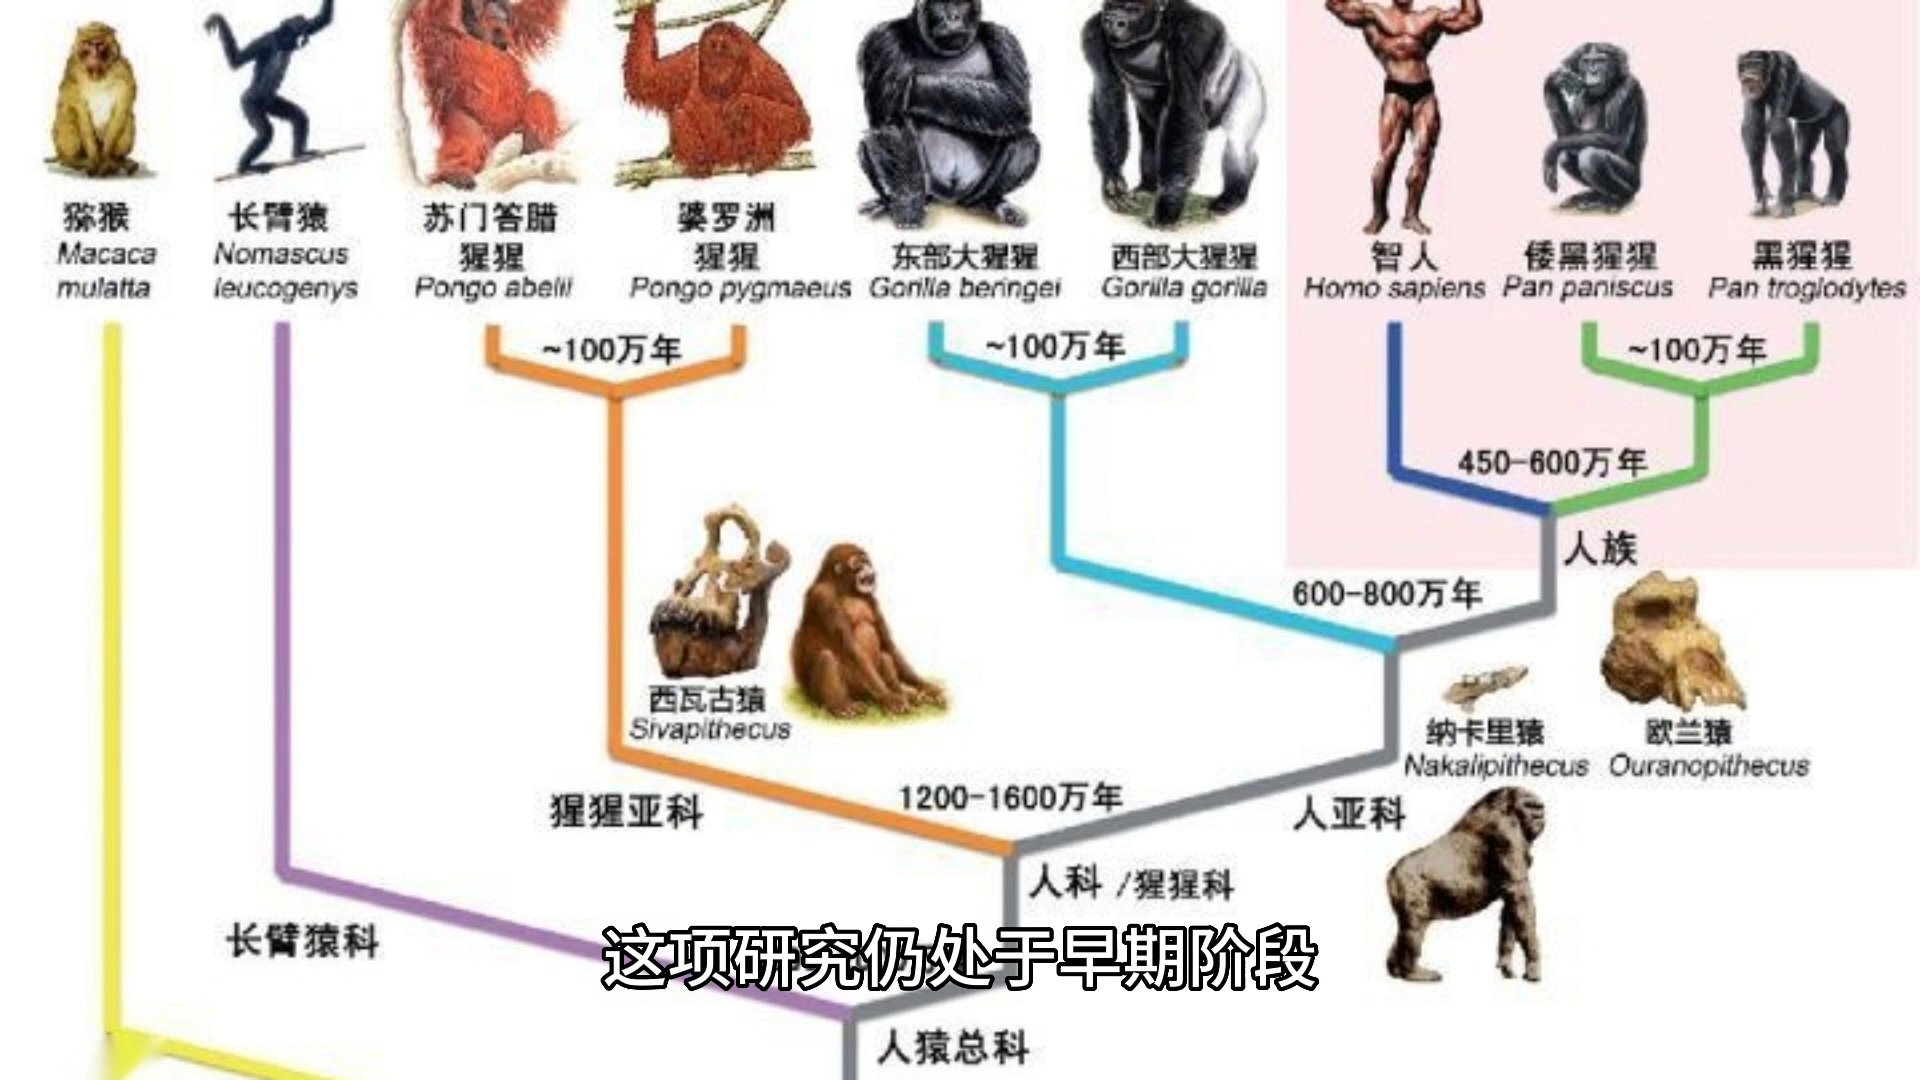 猕猴
Macaca
mulatta
长臂猿
Nomascus
leucogenys
苏门答腊
猩猩
Pongo abelii
婆罗洲
猩猩
Pongo pygmaeus
东部大猩猩
Gorilla beringei
西部大猩猩
Gorilla gorilla
智人
Homo sapiens
倭黑猩猩
Pan paniscus
黑猩猩
Pan troglodytes
~100万年
~100万年
~100万年
450-600万年
人族
600-800万年
西瓦古猿
Sivapithecus
纳卡里猿
Nakalipithecus
欧兰猿
Ouranopithecus
猩猩亚科
1200-1600万年
人亚科
人科 /猩猩科
长臂猿科
这项研究仍处于早期阶段
人猿总科